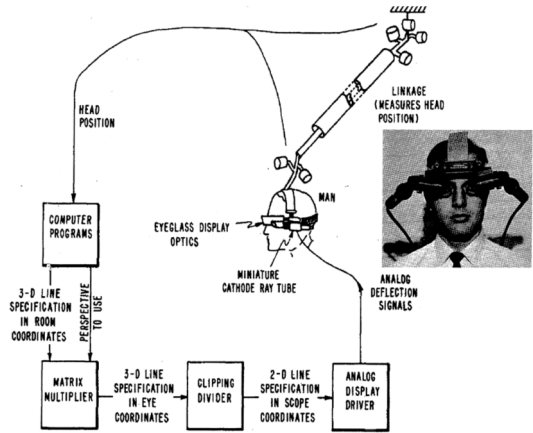 LINKAGE
(MEASURES HEAD
POSITION)
HEAD
POSITION
MAN
EYEGLASS DISPLAY
OPTICS
MINIATURE
CATHODE RAY TUBE
COMPUTER
PROGRAMS
ANALOG
DEFLECTION
SIGNALS
3-D LINE
SPECIFICATION
IN ROOM
COORDINATES
PERSPECTIVE
TO USE
MATRIX
MULTIPLIER
3-D LINE
SPECIFICATION
IN EYE
COORDINATES
CLIPPING
DIVIDER
2-D LINE
SPECIFICATION
IN SCOPE
COORDINATES
ANALOG
DISPLAY
DRIVER